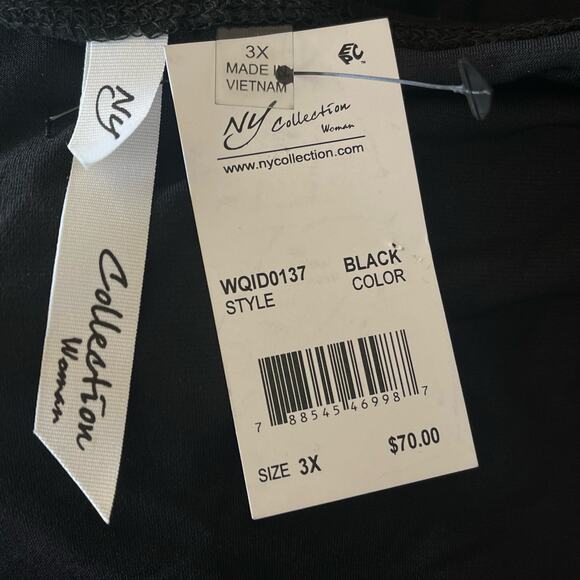 NY
Collection
Woman
3X
MADE IN
VIETNAM
EPC™
NY Collection
Woman
www.nycollection.com
WQID0137
STYLE
BLACK
COLOR
7 88545 46998 7
SIZE 3X
$70.00